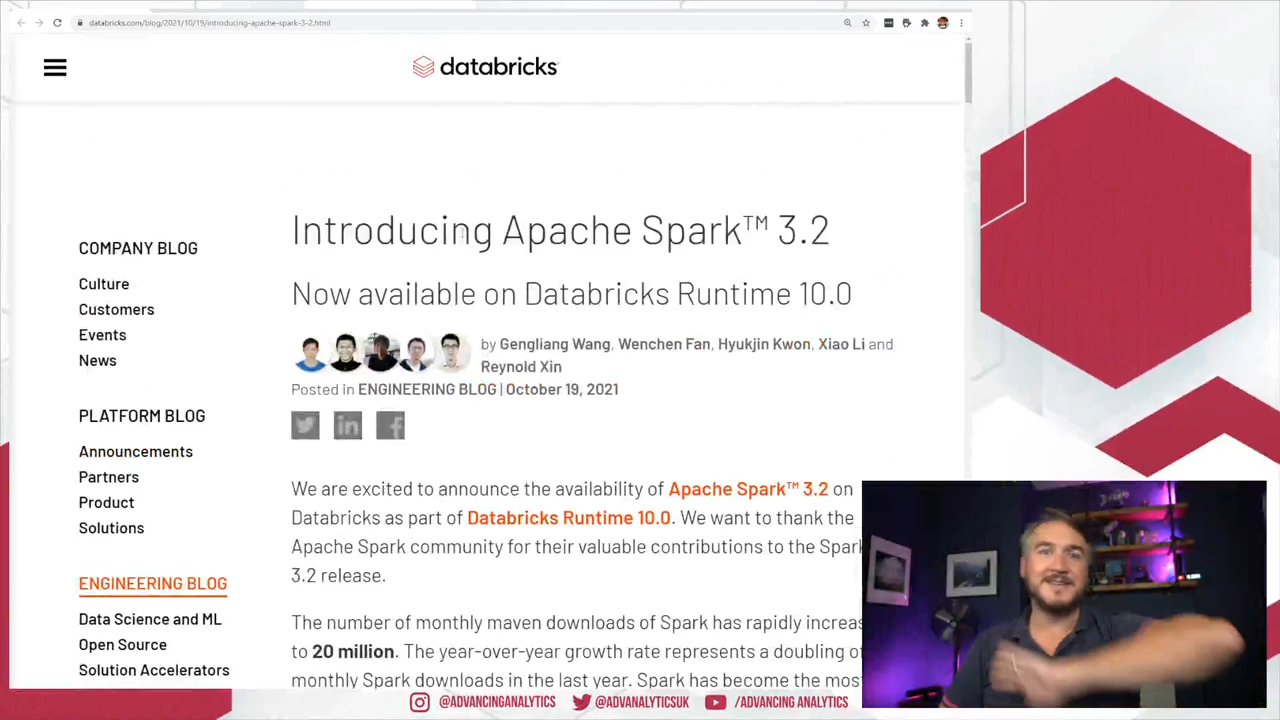 databricks.com/blog/2021/10/19/introducing-apache-spark-3-2.html
databricks
Introducing Apache Spark™ 3.2
Now available on Databricks Runtime 10.0
by Gengliang Wang, Wenchen Fan, Hyukjin Kwon, Xiao Li and
Reynold Xin
Posted in ENGINEERING BLOG | October 19, 2021
We are excited to announce the availability of Apache Spark™ 3.2 on
Databricks as part of Databricks Runtime 10.0. We want to thank the
Apache Spark community for their valuable contributions to the Spark
3.2 release.
The number of monthly maven downloads of Spark has rapidly increas
to 20 million. The year-over-year growth rate represents a doubling of
monthly Spark downloads in the last year. Spark has become the most
COMPANY BLOG
Culture
Customers
Events
News
PLATFORM BLOG
Announcements
Partners
Product
Solutions
ENGINEERING BLOG
Data Science and ML
Open Source
Solution Accelerators
@ADVANCINGANALYTICS
@ADVANALYTICSUK
/ADVANCING ANALYTICS